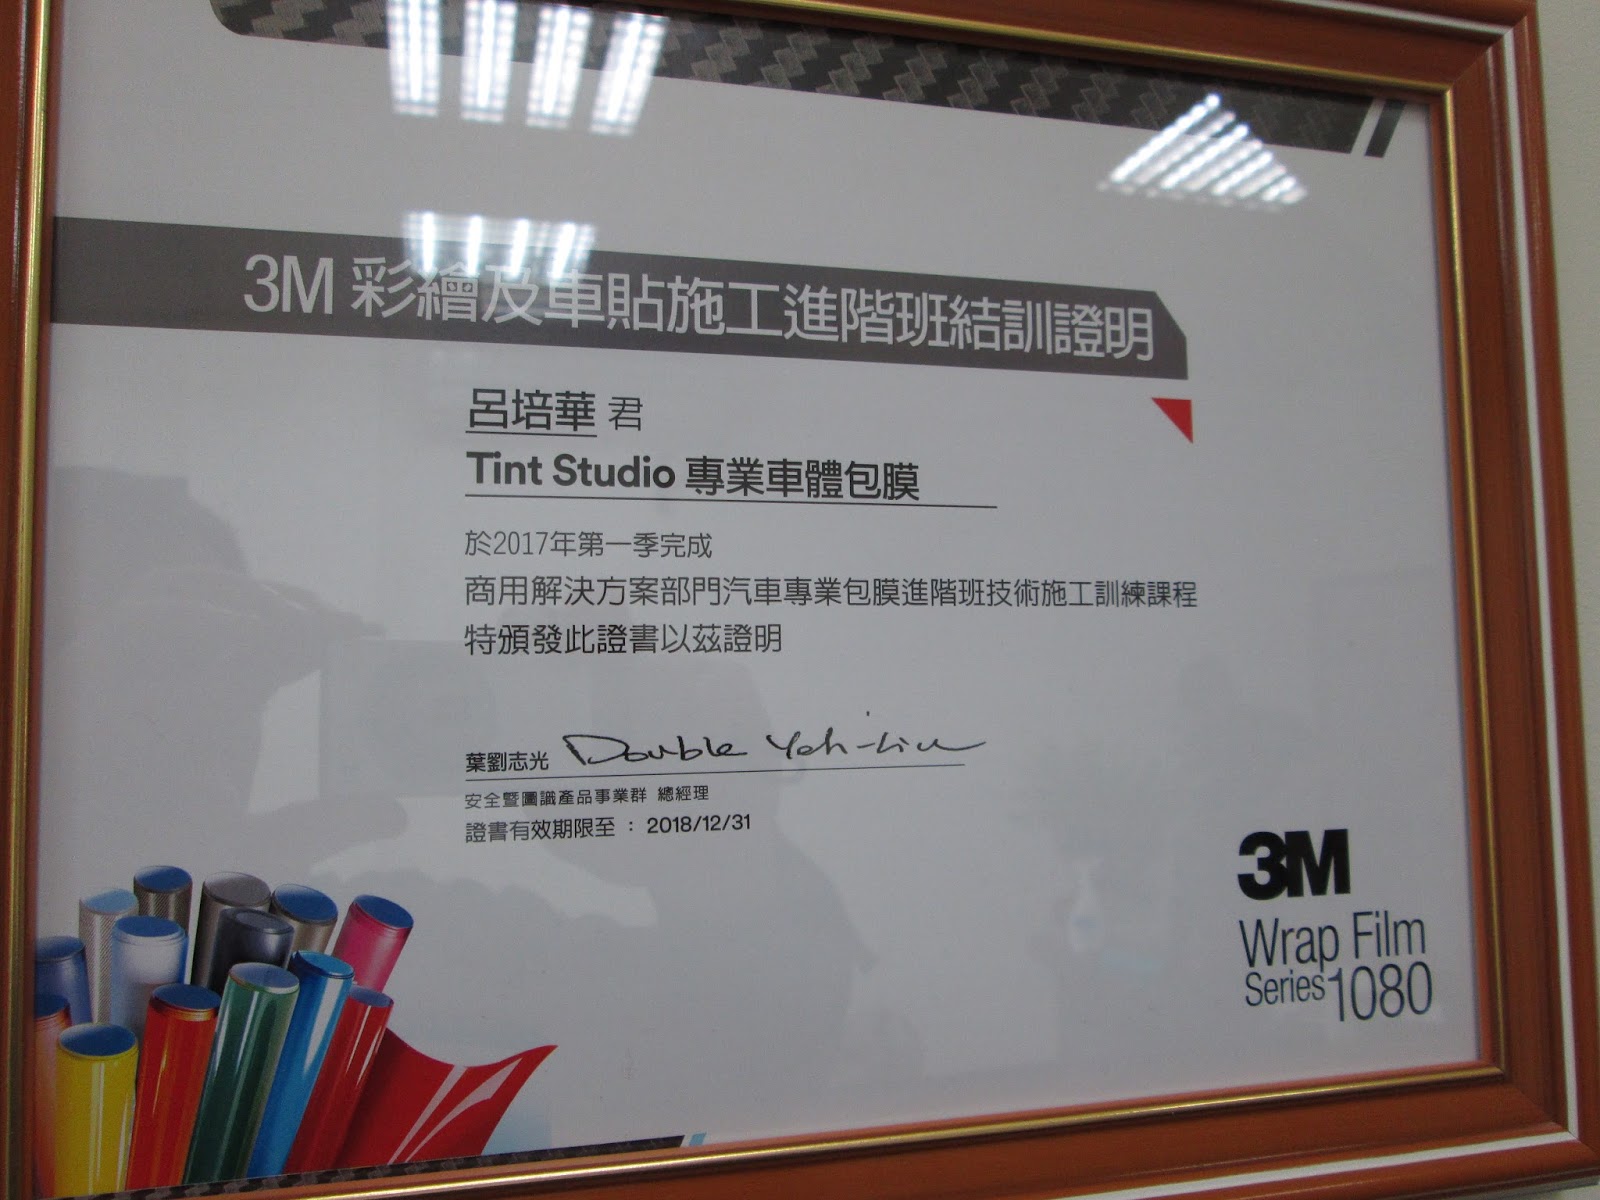 3M 彩繪及車貼施工進階班結訓證明
呂培華 君
Tint Studio 專業車體包膜
於2017年第一季完成
商用解決方案部門汽車專業包膜進階班技術施工訓練課程
特頒發此證書以茲證明
葉劉志光 Double Yeh-Liu
安全暨圖識產品事業群 總經理
證書有效期限至 : 2018/12/31
3M
Wrap Film
Series 1080